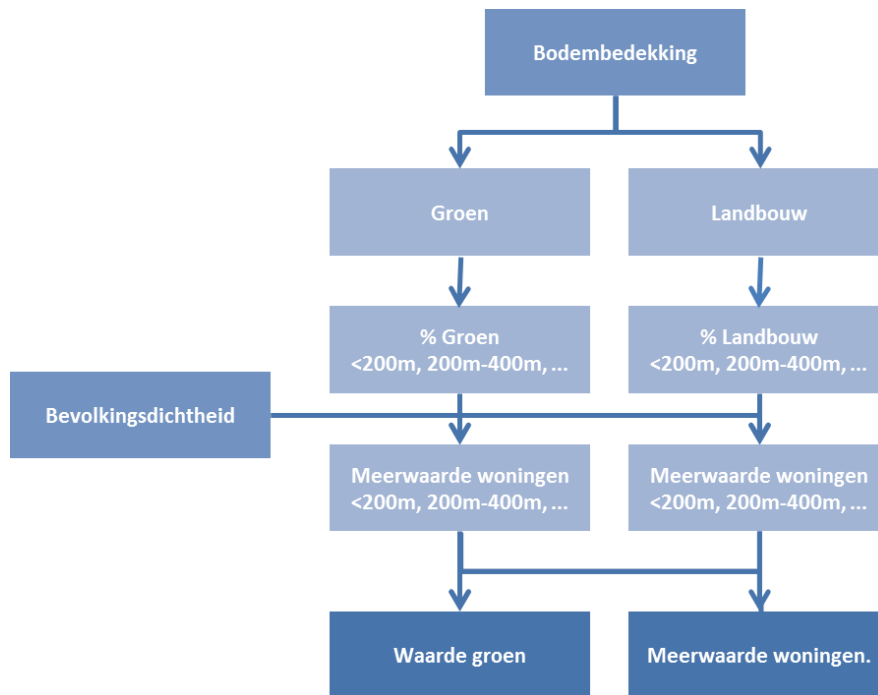 Bodembedekking
Groen
Landbouw
% Groen
<200m, 200m-400m, ...
% Landbouw
<200m, 200m-400m, ...
Bevolkingsdichtheid
Meerwaarde woningen
<200m, 200m-400m, ...
Meerwaarde woningen
<200m, 200m-400m, ...
Waarde groen
Meerwaarde woningen.